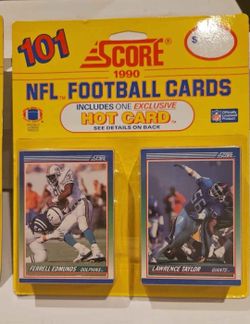 101
SCORE
1990
NFL FOOTBALL CARDS
INCLUDES ONE EXCLUSIVE
HOT CARD™
SEE DETAILS ON BACK
SCORE
SCORE
FERRELL EDMUNDS DOLPHINS
LAWRENCE TAYLOR GIANTS